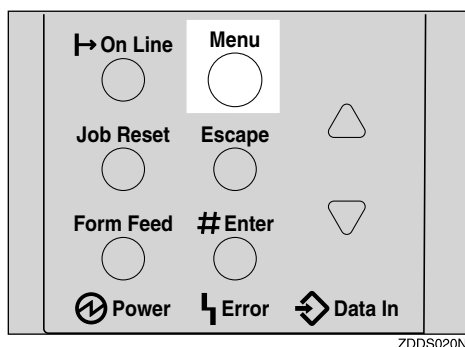 On Line Menu
Job Reset Escape
Form Feed # Enter
Power Error Data In
ZDDS020N